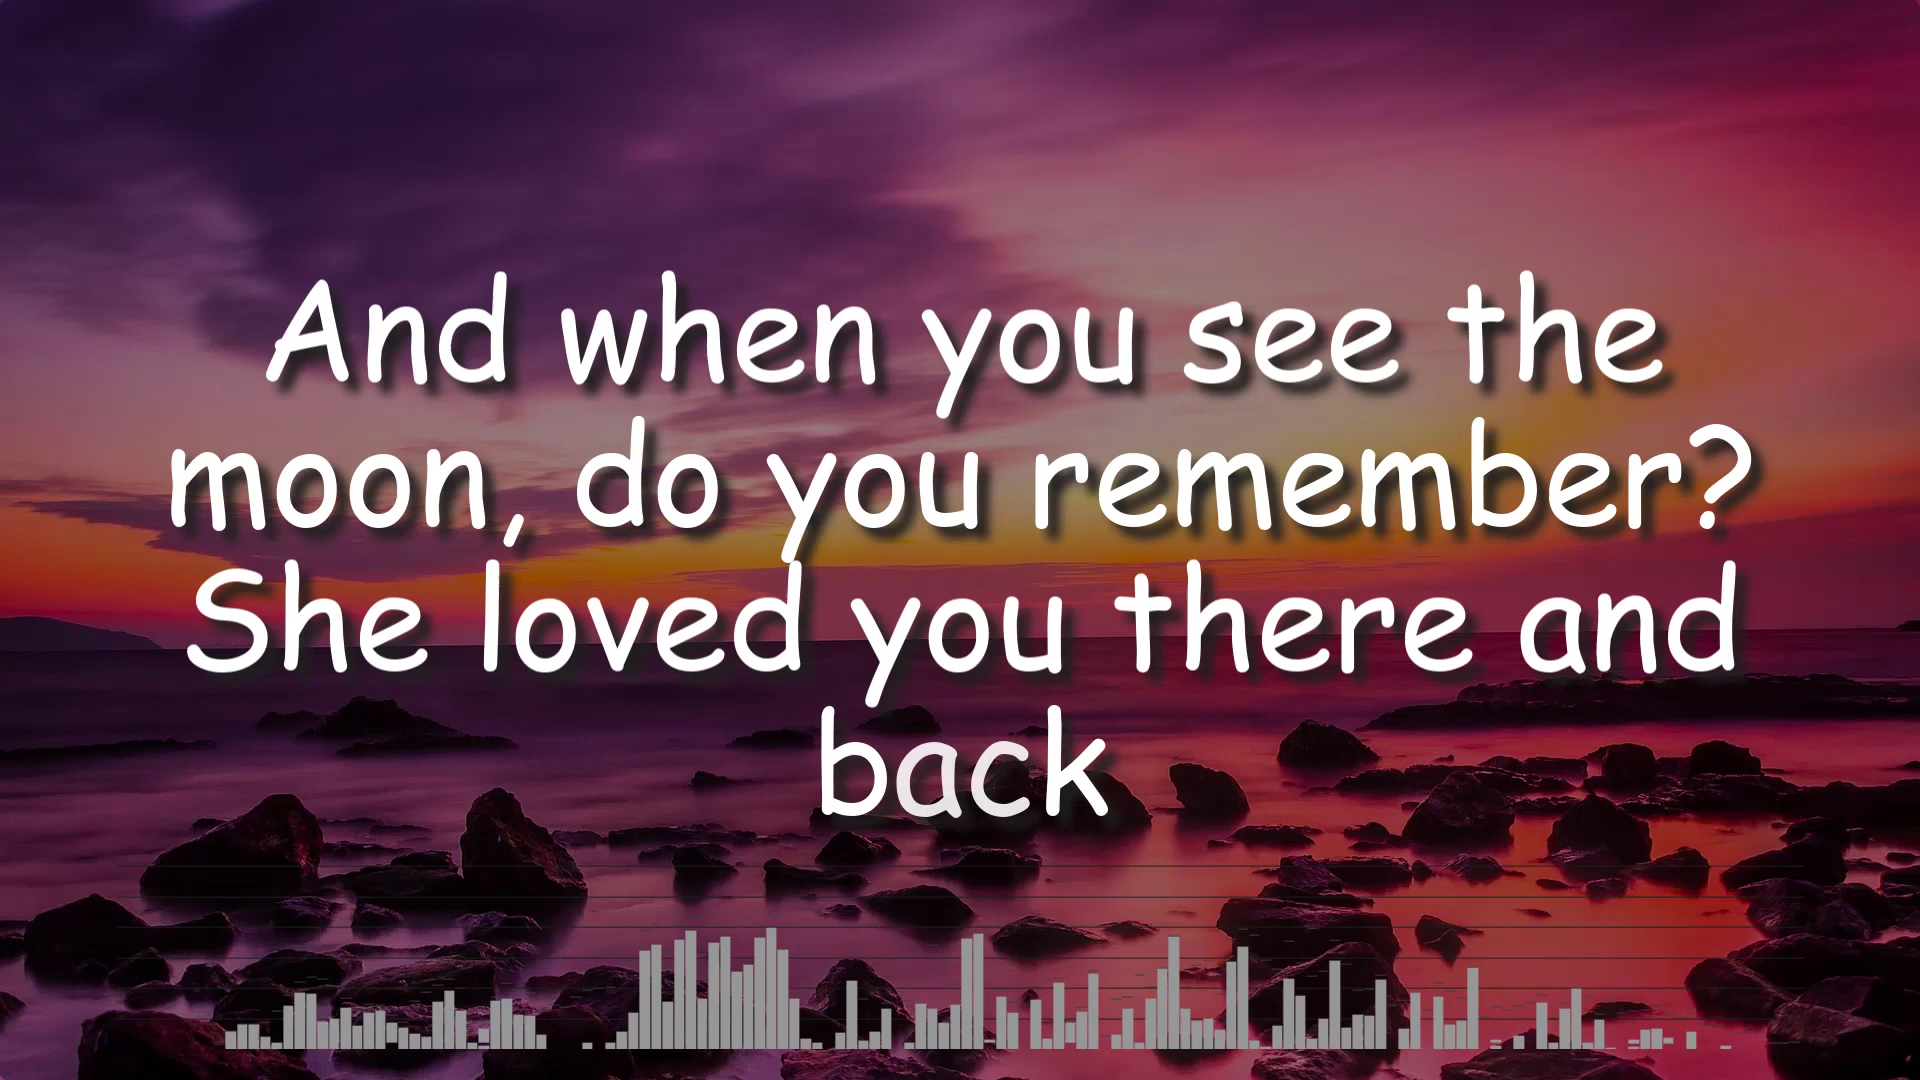 And when you see the
moon, do you remember?
She loved you there and
back